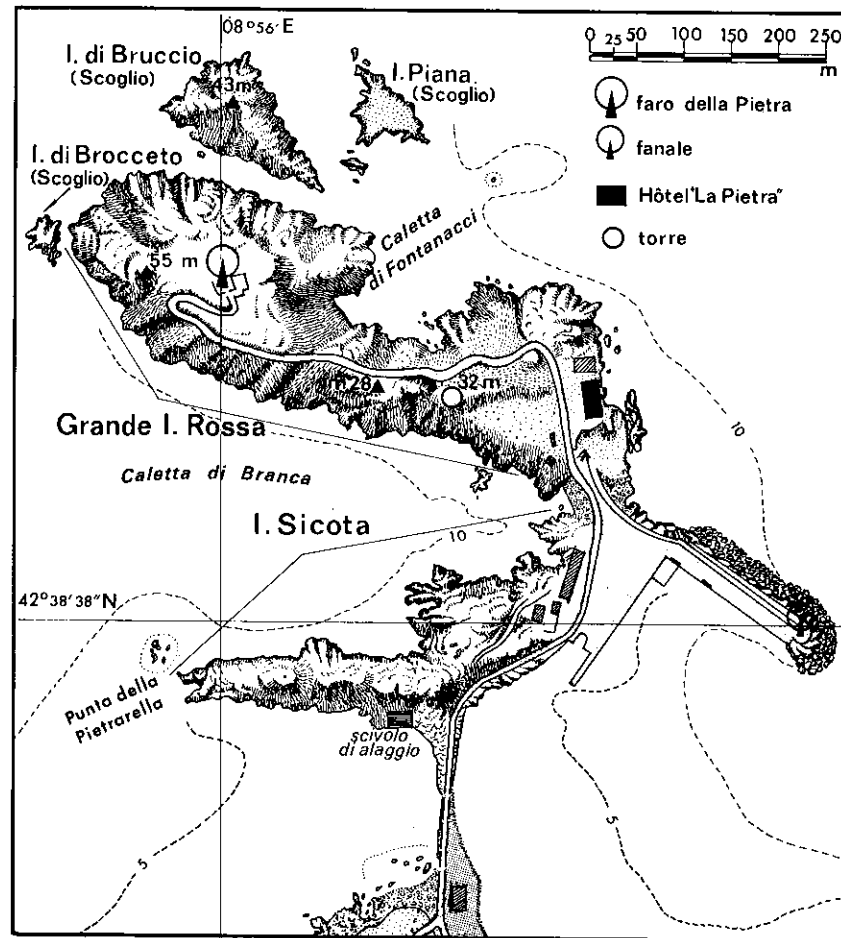 08°56′E
0 25 50 100 150 200 250
m
I. di Bruccio
(Scoglio)
43m
I. Piana
(Scoglio)
faro della Pietra
fanale
Hôtel "La Pietra"
torre
I. di Brocceto
(Scoglio)
55 m
Caletta
di Fontanacci
m28
32 m
10
Grande I. Rossa
Caletta di Branca
I. Sicota
10
42°38′38″N
Punta della
Pietrarella
scivolo
di alaggio
5
5